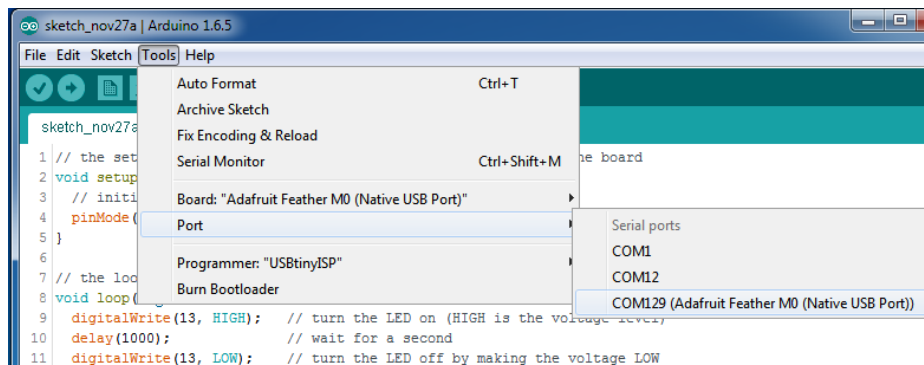 sketch_nov27a | Arduino 1.6.5
File Edit Sketch Tools Help
Auto Format Ctrl+T
Archive Sketch
Fix Encoding & Reload
Serial Monitor Ctrl+Shift+M
Board: "Adafruit Feather M0 (Native USB Port)"
Port
Programmer: "USBtinyISP"
Burn Bootloader
Serial ports
COM1
COM12
COM129 (Adafruit Feather M0 (Native USB Port))
sketch_nov27a
1 // the set he board
2 void setup
3 // initi
4 pinMode(
5 }
6
7 // the loo
8 void loop(
9 digitalWrite(13, HIGH); // turn the LED on (HIGH is the voltage level)
10 delay(1000); // wait for a second
11 digitalWrite(13, LOW); // turn the LED off by making the voltage LOW